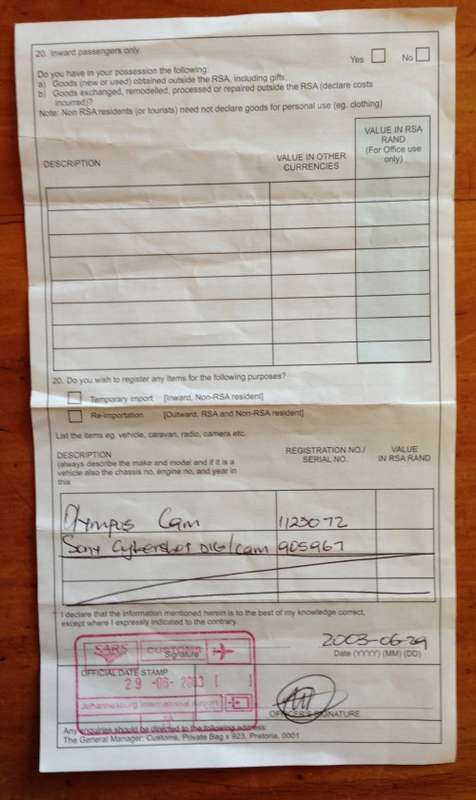 20. Inward passengers only
Yes No
Do you have in your possession the following:
a) Goods (new or used) obtained outside the RSA, including gifts.
b) Goods exchanged, remodelled, processed or repaired outside the RSA (declare costs
incurred)?
Note: Non RSA residents (or tourists) need not declare goods for personal use (eg. clothing)
DESCRIPTION
VALUE IN OTHER
CURRENCIES
VALUE IN RSA
RAND
(For Office use
only)
20. Do you wish to register any items for the following purposes?
Temporary import [Inward, Non-RSA resident]
Re-importation [Outward, RSA and Non-RSA resident]
List the items eg. vehicle, caravan, radio, camera etc.
DESCRIPTION
(always describe the make and model and if it is a
vehicle also the chassis no, engine no, and year in
this
REGISTRATION NO./
SERIAL NO.
VALUE
IN RSA RAND
Olympus Cam 1123072
Sony Cybershot DIG/cam 905967
I declare that the information mentioned herein is to the best of my knowledge correct,
except where I expressly indicated to the contrary.
2003-06-29
SARS CUSTOMS
Signature
Date (YYYY) (MM) (DD)
OFFICIAL DATE STAMP
29 -06- 2003
Johannesburg International Airport
OFFICER'S SIGNATURE
Any enquiries should be directed to the following address:
The General Manager: Customs, Private Bag x 923, Pretoria, 0001